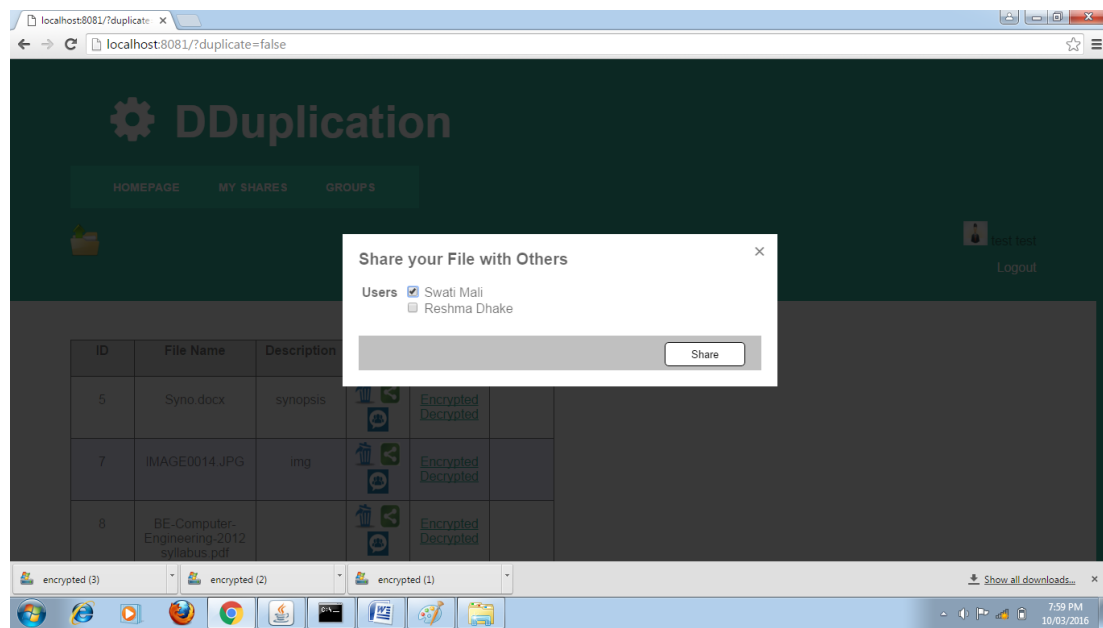 localhost:8081/?duplicate
localhost:8081/?duplicate=false
DDuplication
HOMEPAGE MY SHARES GROUPS
test test
Logout
Share your File with Others ×
Users Swati Mali
Reshma Dhake
Share
ID File Name Description
5 Syno.docx synopsis Encrypted
Decrypted
7 IMAGE0014.JPG img Encrypted
Decrypted
8 BE-Computer- Encrypted
Engineering-2012 Decrypted
syllabus.pdf
encrypted (3) encrypted (2) encrypted (1) Show all downloads...
7:59 PM
10/03/2016